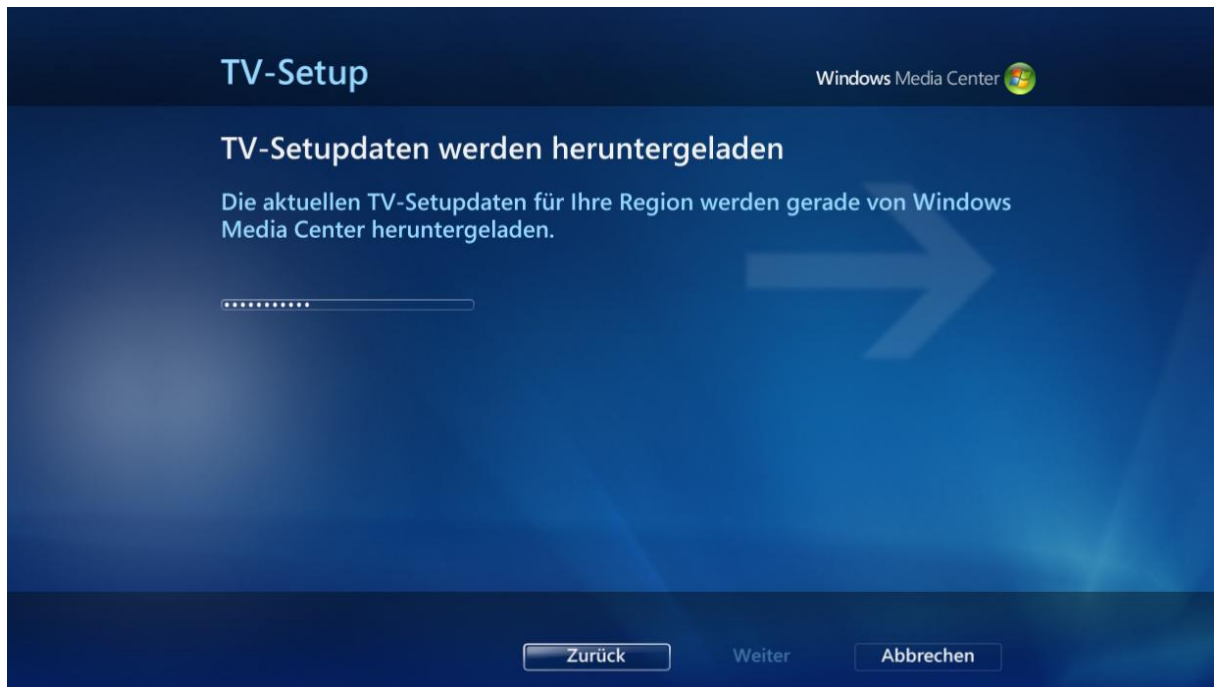 TV-Setup
Windows Media Center
TV-Setupdaten werden heruntergeladen
Die aktuellen TV-Setupdaten für Ihre Region werden gerade von Windows
Media Center heruntergeladen.
Zurück
Weiter
Abbrechen